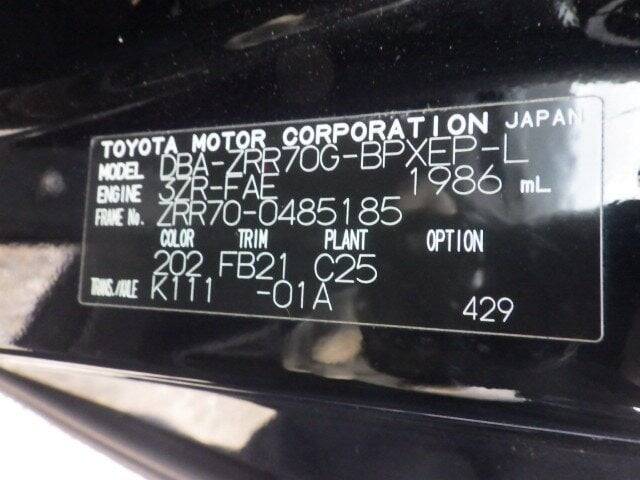 TOYOTA MOTOR CORPORATION JAPAN
MODEL DBA-ZRR70G-BPXEP-L
ENGINE 3ZR-FAE 1986 mL
FRAME No. ZRR70-0485185
COLOR TRIM PLANT OPTION
202 FB21 C25
TRANS./AXLE K111 -01A 429